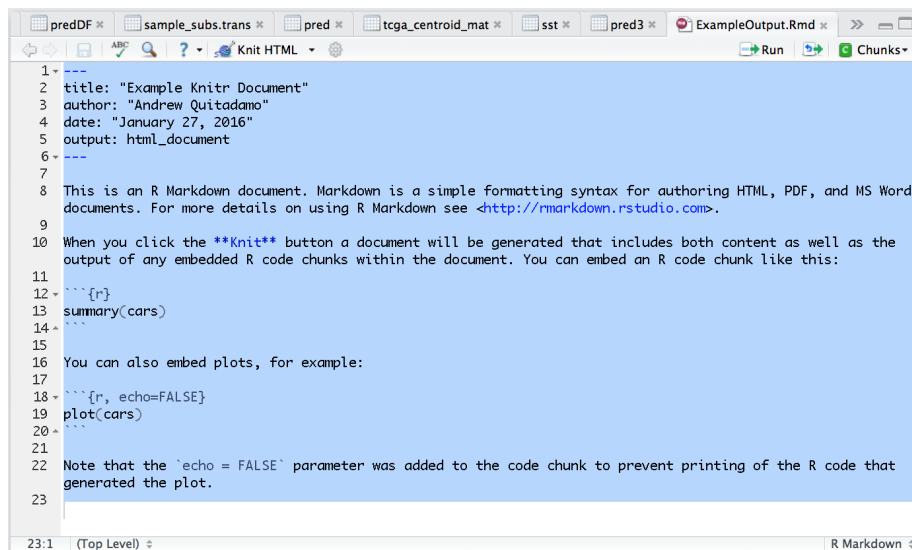 predDF sample_subs.trans pred tcga_centroid_mat sst pred3 ExampleOutput.Rmd
ABC ? Knit HTML Run C Chunks
1 ---
2 title: "Example Knitr Document"
3 author: "Andrew Quitadamo"
4 date: "January 27, 2016"
5 output: html_document
6 ---
7
8 This is an R Markdown document. Markdown is a simple formatting syntax for authoring HTML, PDF, and MS Word
documents. For more details on using R Markdown see <http://rmarkdown.rstudio.com>.
9
10 When you click the **Knit** button a document will be generated that includes both content as well as the
output of any embedded R code chunks within the document. You can embed an R code chunk like this:
11
12 ```{r}
13 summary(cars)
14 ```
15
16 You can also embed plots, for example:
17
18 ```{r, echo=FALSE}
19 plot(cars)
20 ```
21
22 Note that the `echo = FALSE` parameter was added to the code chunk to prevent printing of the R code that
generated the plot.
23
23:1 (Top Level) R Markdown